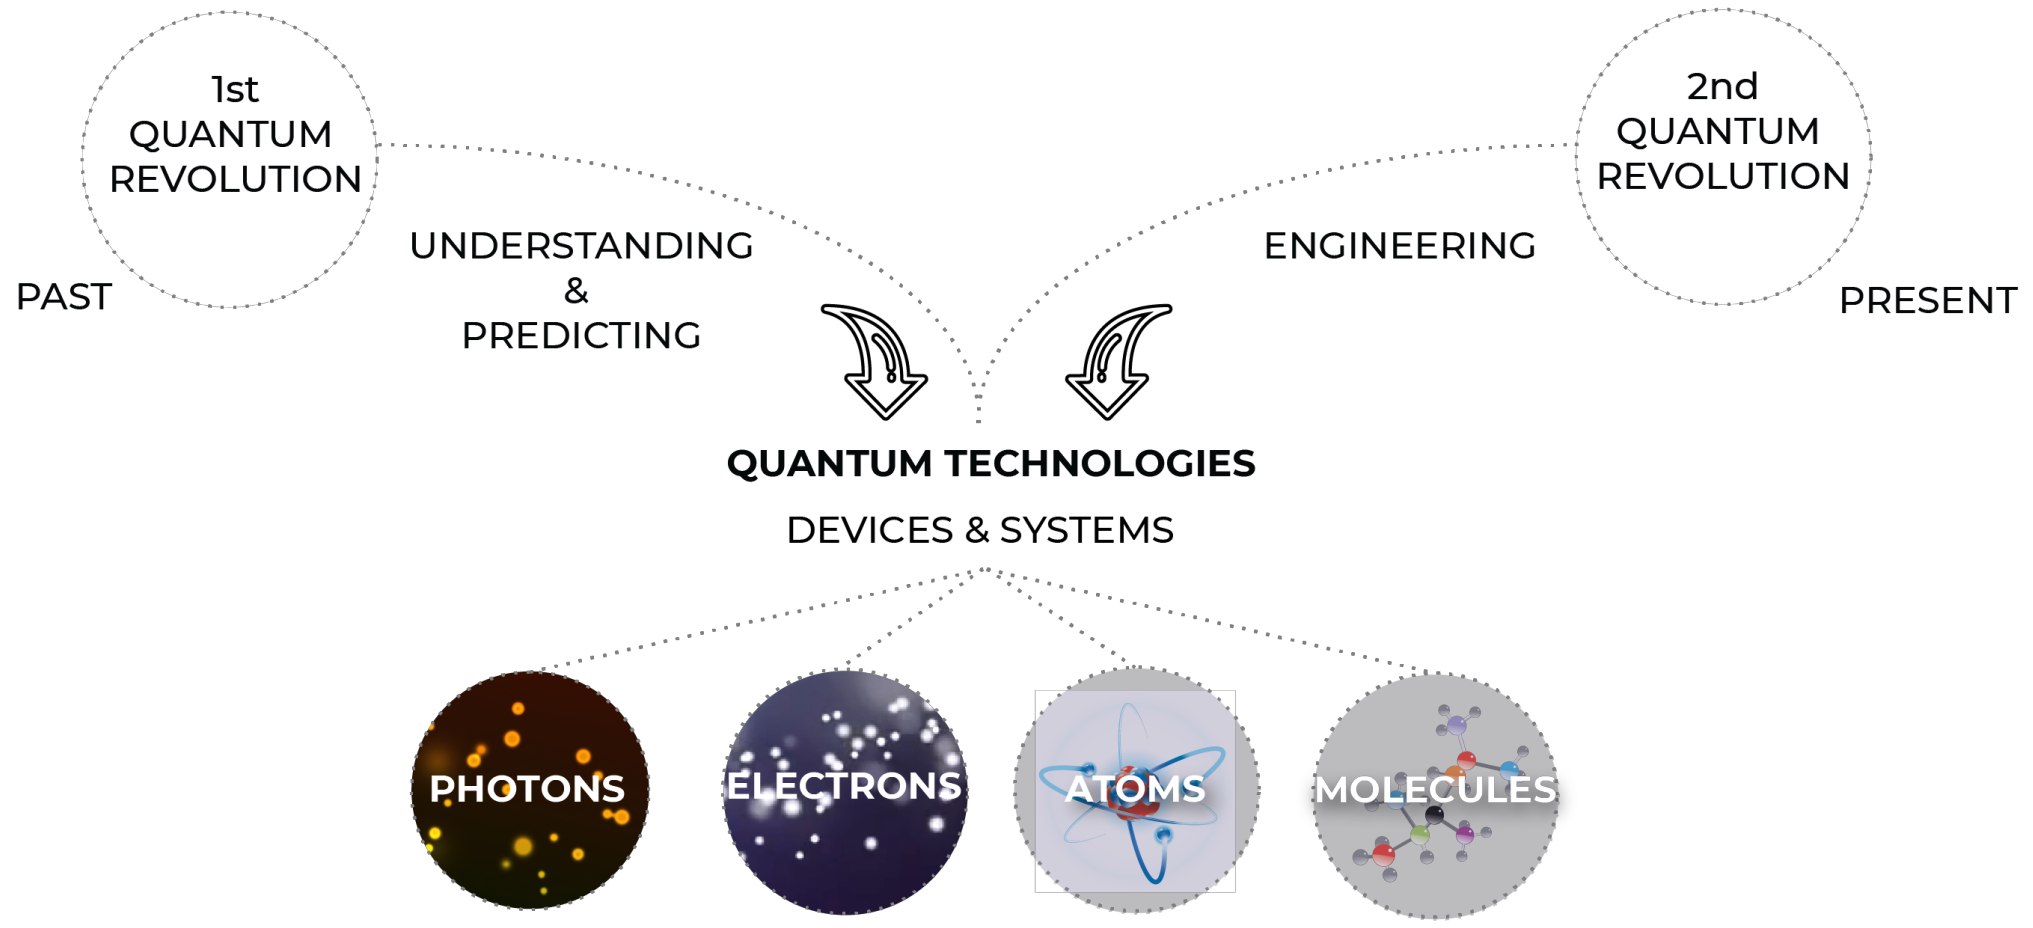 1st
QUANTUM
REVOLUTION
PAST
UNDERSTANDING
&
PREDICTING
2nd
QUANTUM
REVOLUTION
PRESENT
ENGINEERING
QUANTUM TECHNOLOGIES
DEVICES & SYSTEMS
PHOTONS
ELECTRONS
ATOMS
MOLECULES